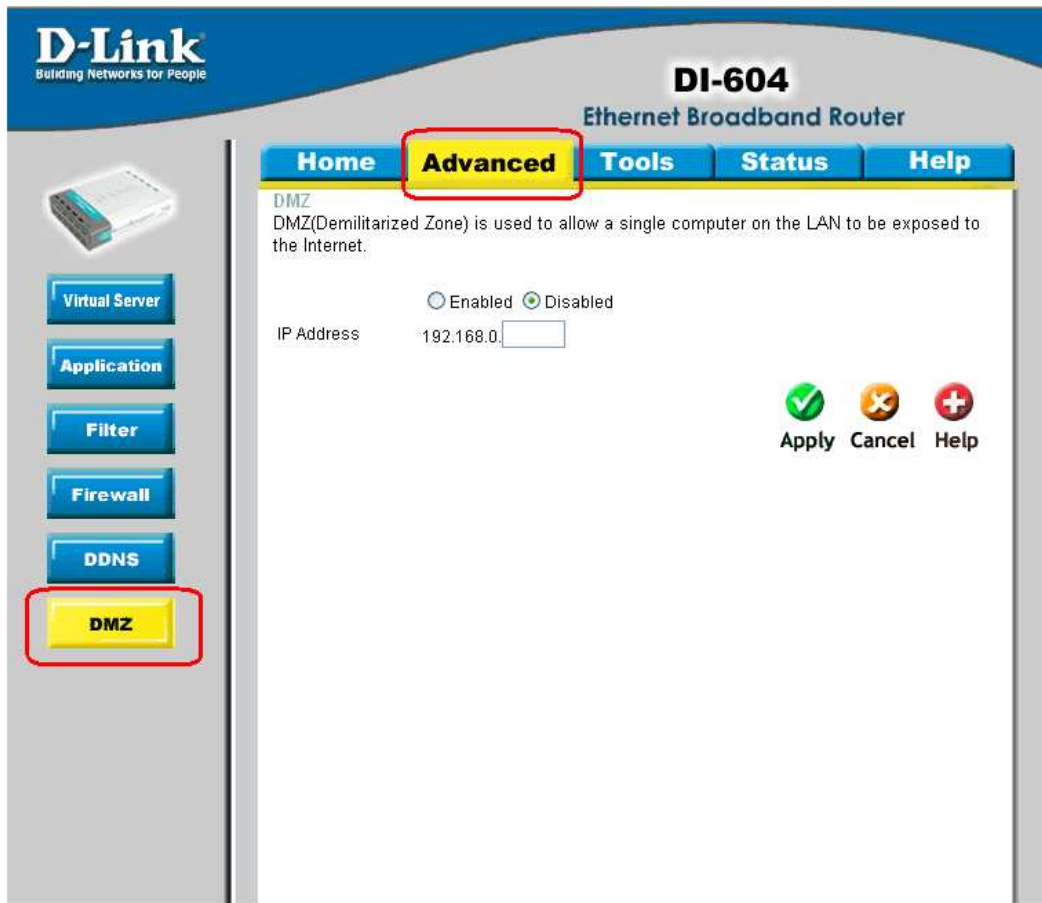 D-Link
Building Networks for People
DI-604
Ethernet Broadband Router
Home Advanced Tools Status Help
DMZ
DMZ(Demilitarized Zone) is used to allow a single computer on the LAN to be exposed to
the Internet.
Enabled Disabled
IP Address 192.168.0.
Apply Cancel Help
Virtual Server
Application
Filter
Firewall
DDNS
DMZ